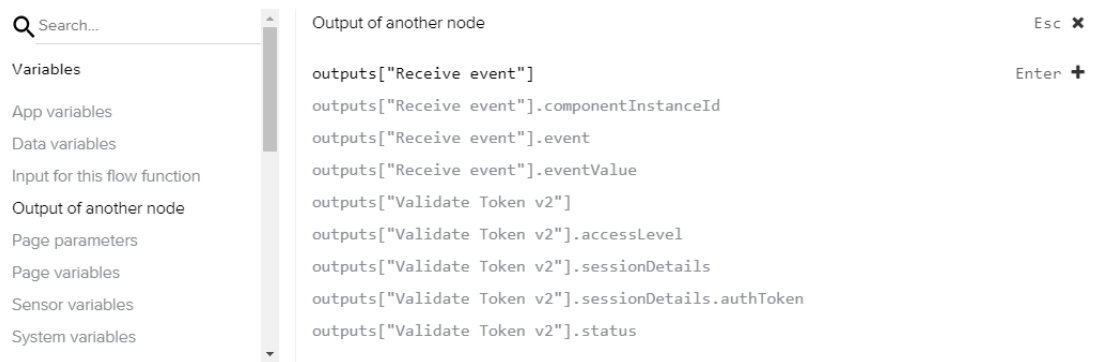 Search...
Variables
App variables
Data variables
Input for this flow function
Output of another node
Page parameters
Page variables
Sensor variables
System variables
Output of another node
Esc ✖
outputs["Receive event"]
Enter ✚
outputs["Receive event"].componentInstanceId
outputs["Receive event"].event
outputs["Receive event"].eventValue
outputs["Validate Token v2"]
outputs["Validate Token v2"].accessLevel
outputs["Validate Token v2"].sessionDetails
outputs["Validate Token v2"].sessionDetails.authToken
outputs["Validate Token v2"].status